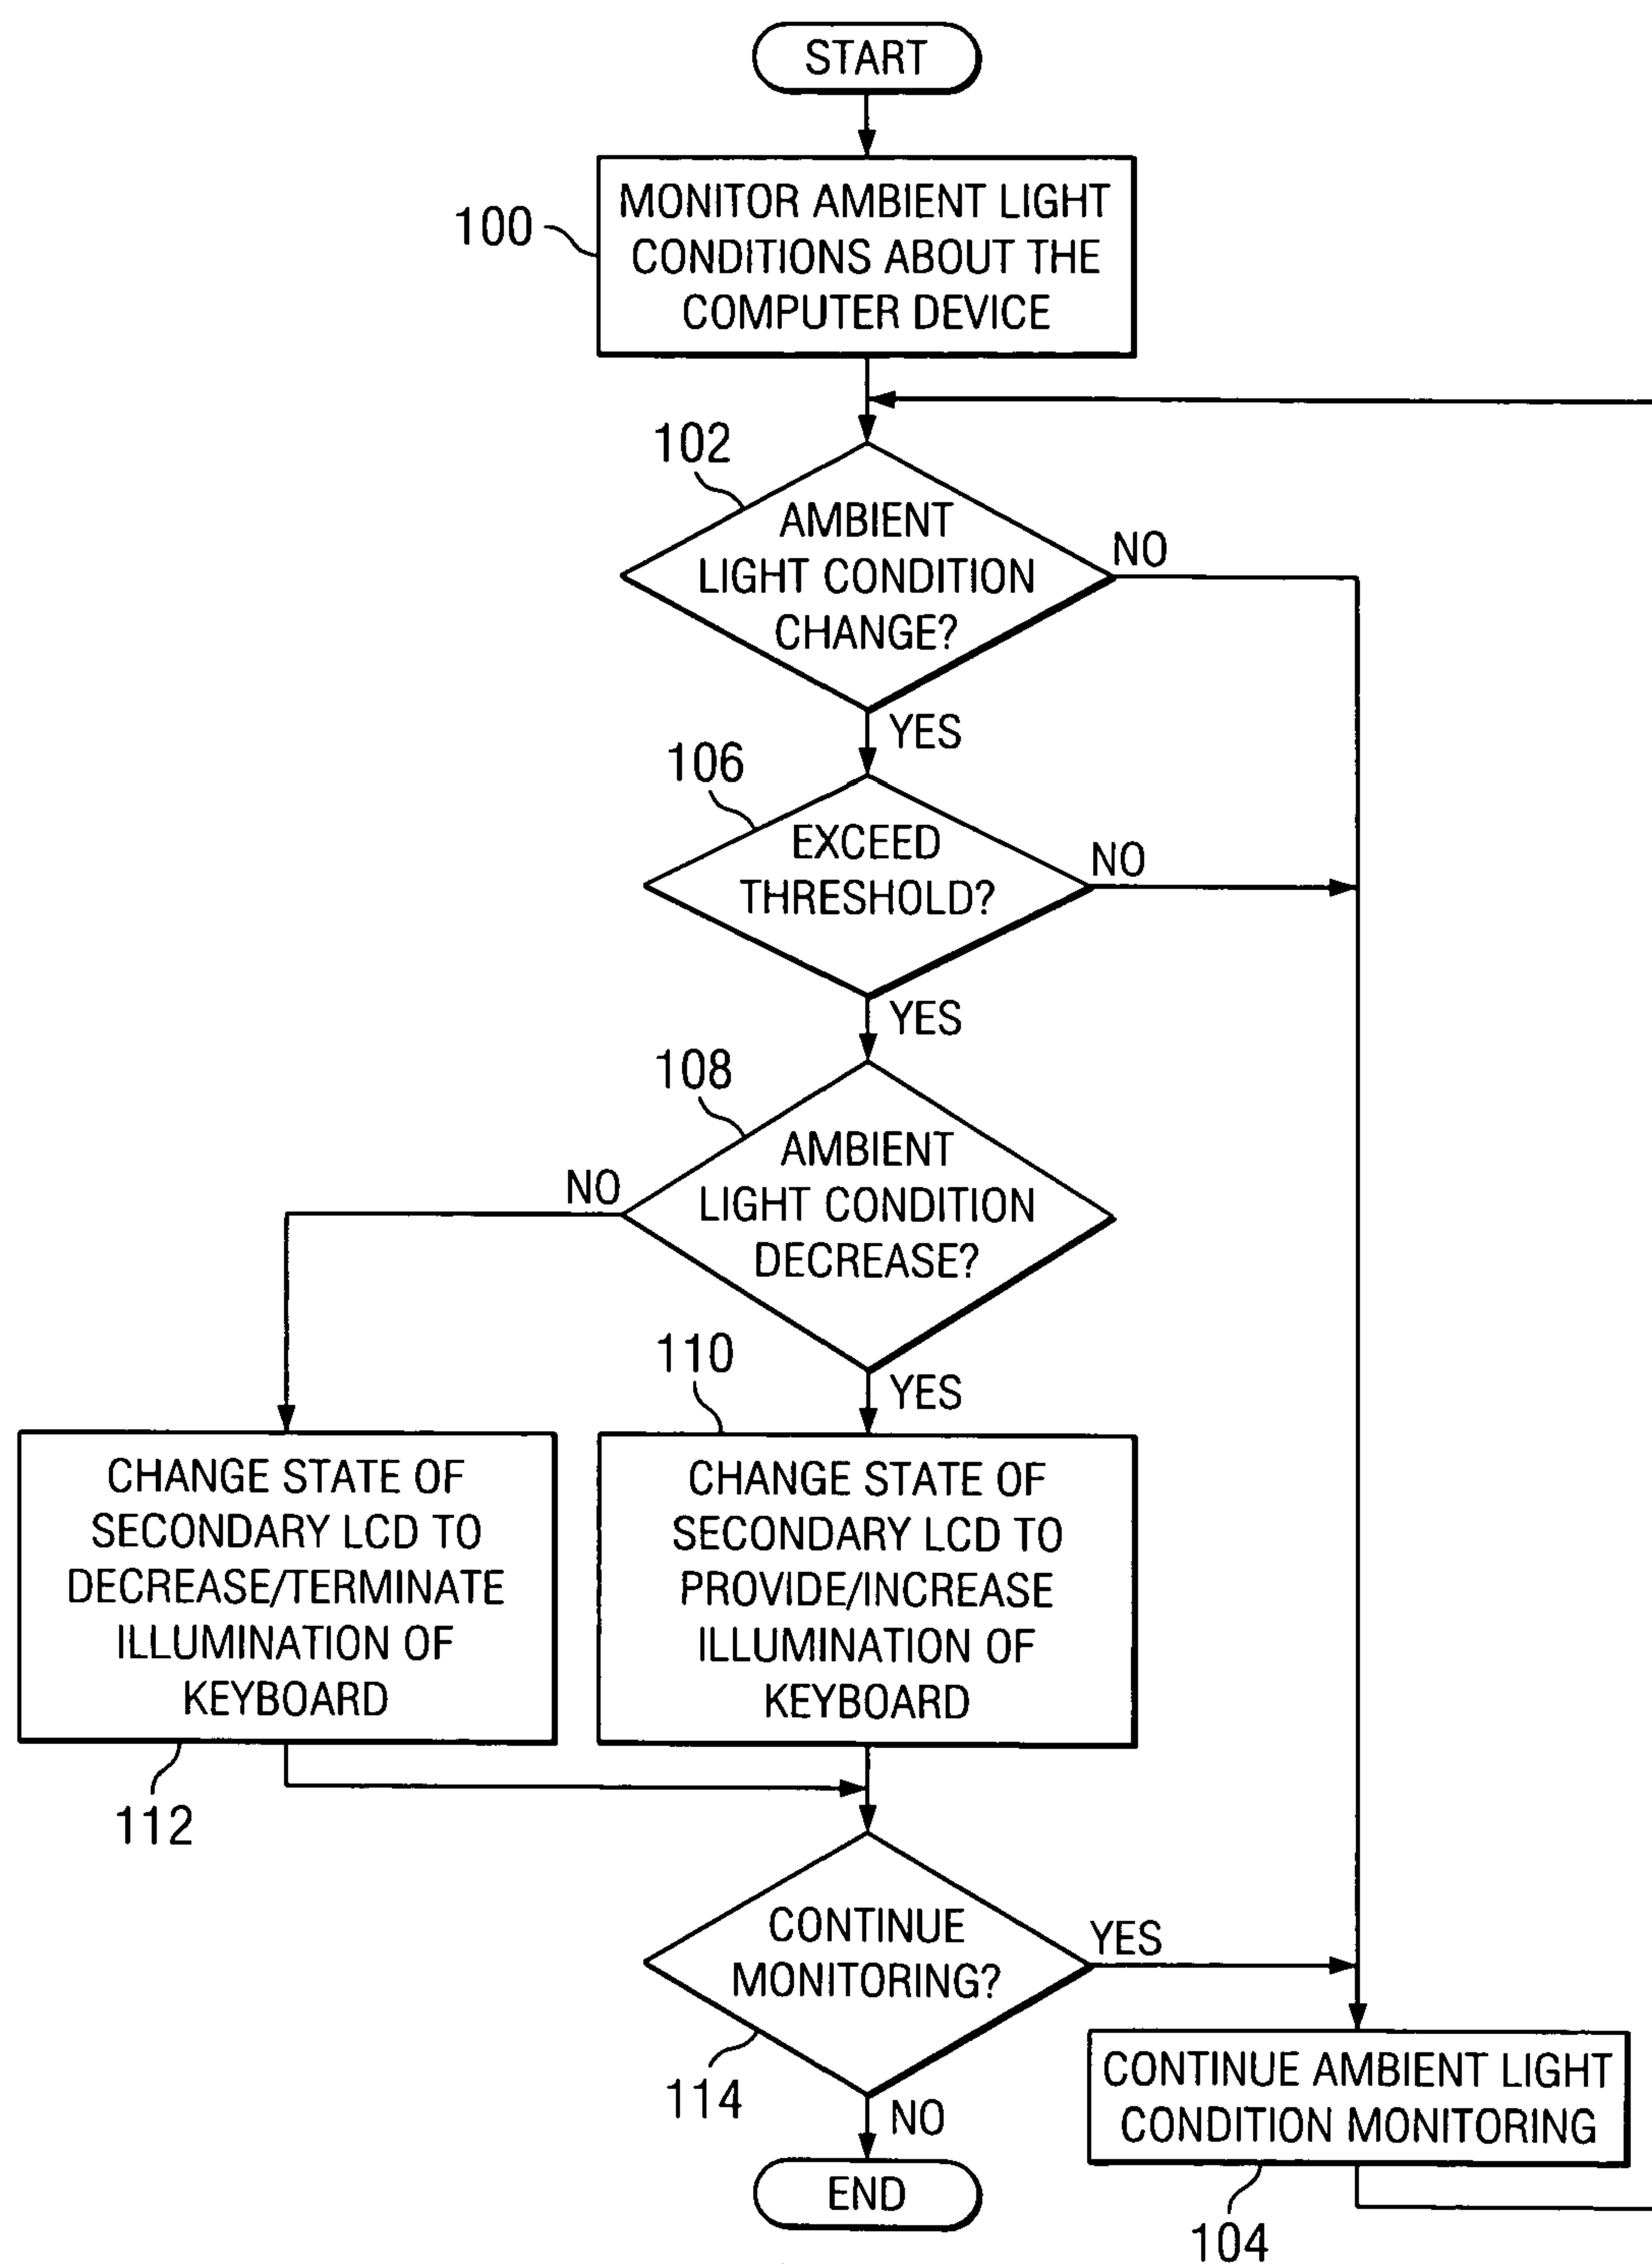 START
100
MONITOR AMBIENT LIGHT
CONDITIONS ABOUT THE
COMPUTER DEVICE
102
AMBIENT
LIGHT CONDITION
CHANGE?
NO
YES
106
EXCEED
THRESHOLD?
NO
YES
108
AMBIENT
LIGHT CONDITION
DECREASE?
NO
YES
110
CHANGE STATE OF
SECONDARY LCD TO
DECREASE/TERMINATE
ILLUMINATION OF
KEYBOARD
112
CHANGE STATE OF
SECONDARY LCD TO
PROVIDE/INCREASE
ILLUMINATION OF
KEYBOARD
CONTINUE
MONITORING?
YES
114
NO
CONTINUE AMBIENT LIGHT
CONDITION MONITORING
104
END